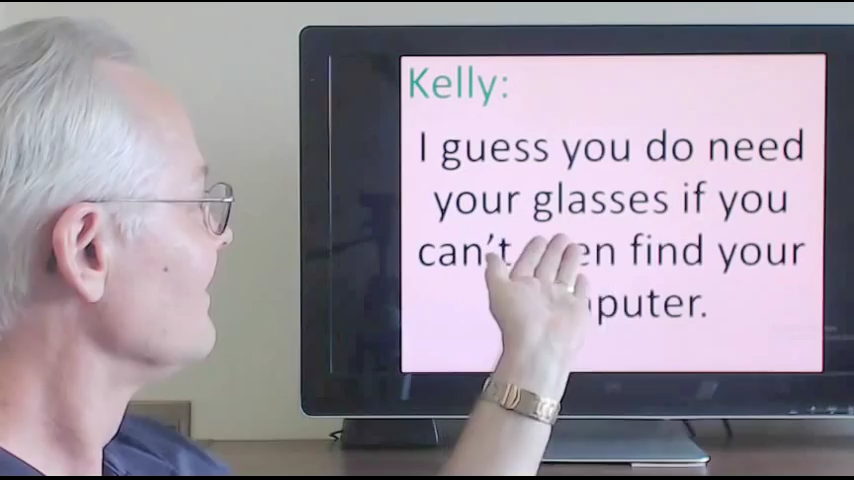 Kelly:
I guess you do need
your glasses if you
can't find your